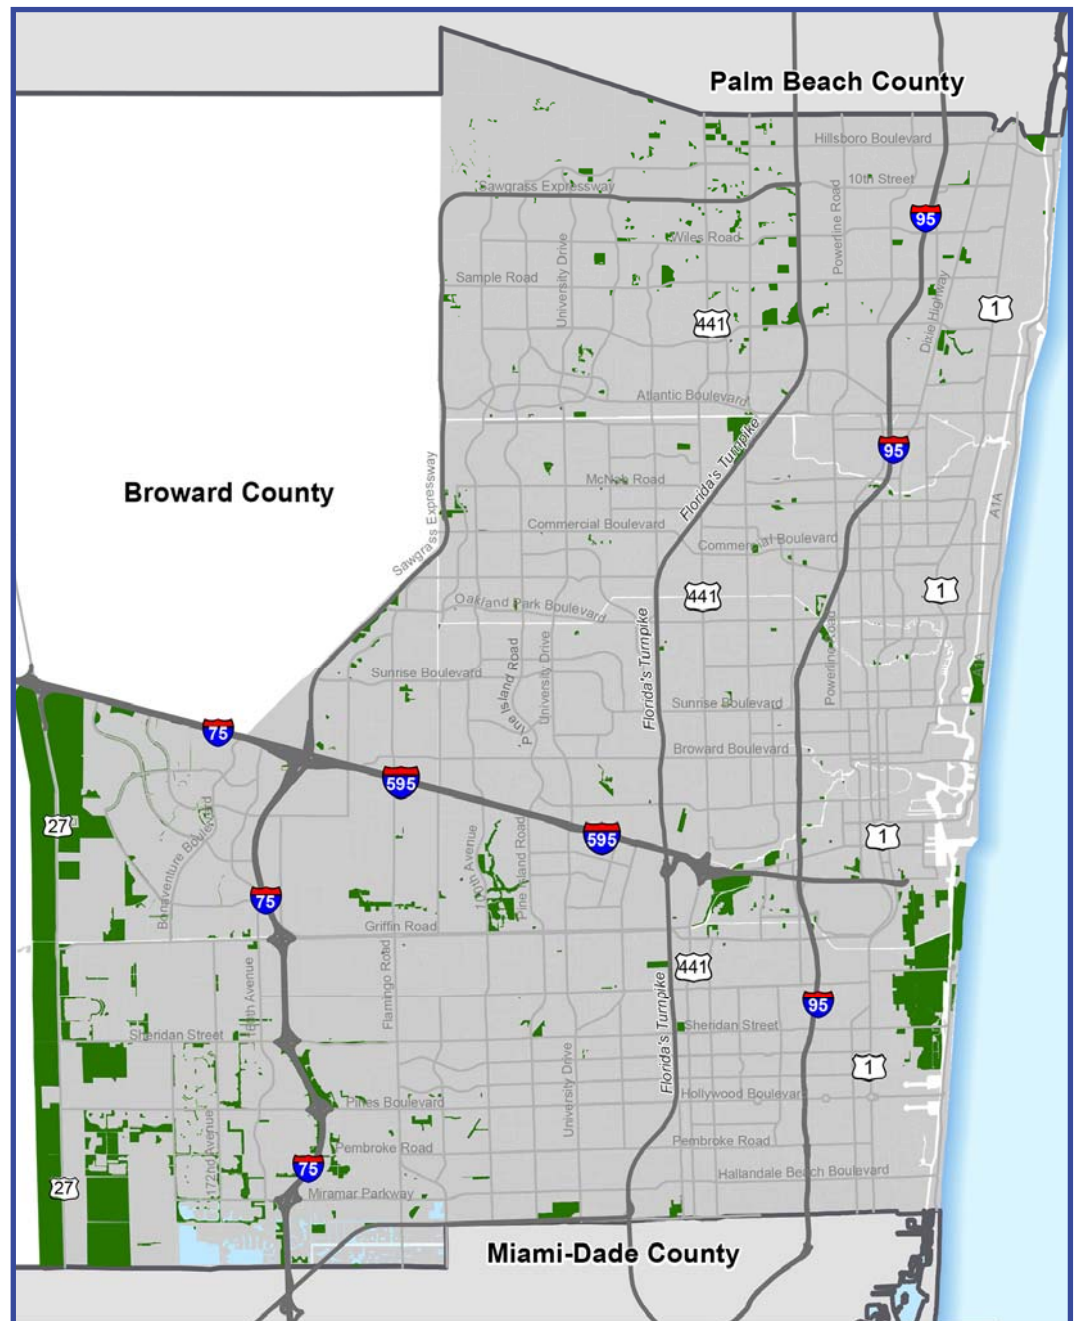 Palm Beach County
Hillsboro Boulevard
10th Street
Sawgrass Expressway
Powerline Road
95
Wiles Road
University Drive
Sample Road
Dixie Highway
1
441
Atlantic Boulevard
Florida's Turnpike
95
McNab Road
Broward County
Sawgrass Expressway
A1A
Commercial Boulevard
Commercial Boulevard
441
1
Oakland Park Boulevard
Florida's Turnpike
Pine Island Road
University Drive
Powerline Road
Sunrise Boulevard
Sunrise Boulevard
75
Broward Boulevard
595
27
595
1
Bonaventure Boulevard
Pine Island Road
75
Griffin Road
Flamingo Road
441
Florida's Turnpike
95
Sheridan Street
Sheridan Street
1
University Drive
Hollywood Boulevard
Pines Boulevard
172nd Avenue
Pembroke Road
Pembroke Road
75
27
Hallandale Beach Boulevard
Miramar Parkway
Miami-Dade County